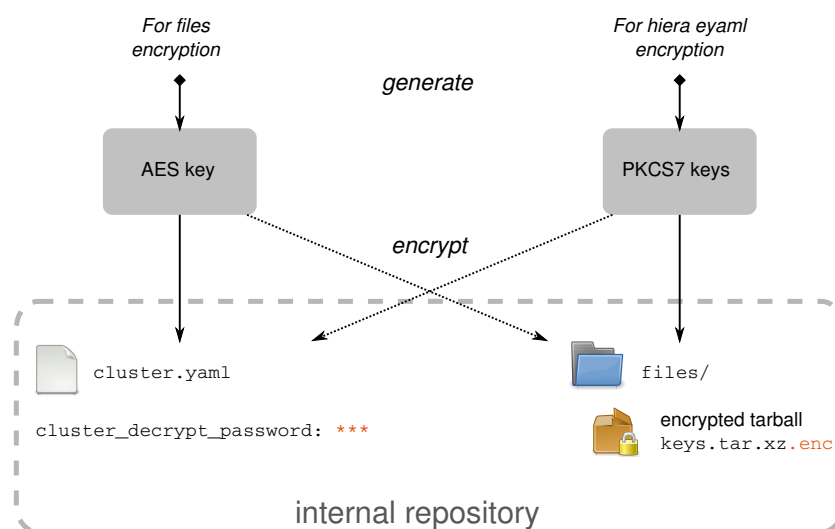 For files
encryption
For hiera eyaml
encryption
generate
AES key
PKCS7 keys
encrypt
cluster.yaml
files/
cluster_decrypt_password: ***
encrypted tarball
keys.tar.xz.enc
internal repository